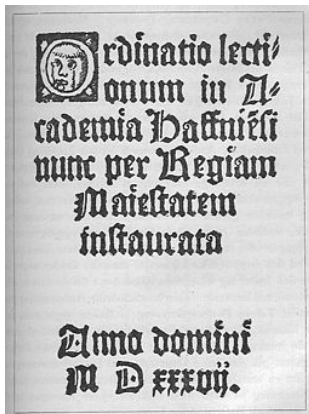 Ordinatio lecti⸗
onum in A⸗
cademia Haffniēsi
nunc per Regiam
Maiestatem
instaurata
Anno domini
M D xxxvij.